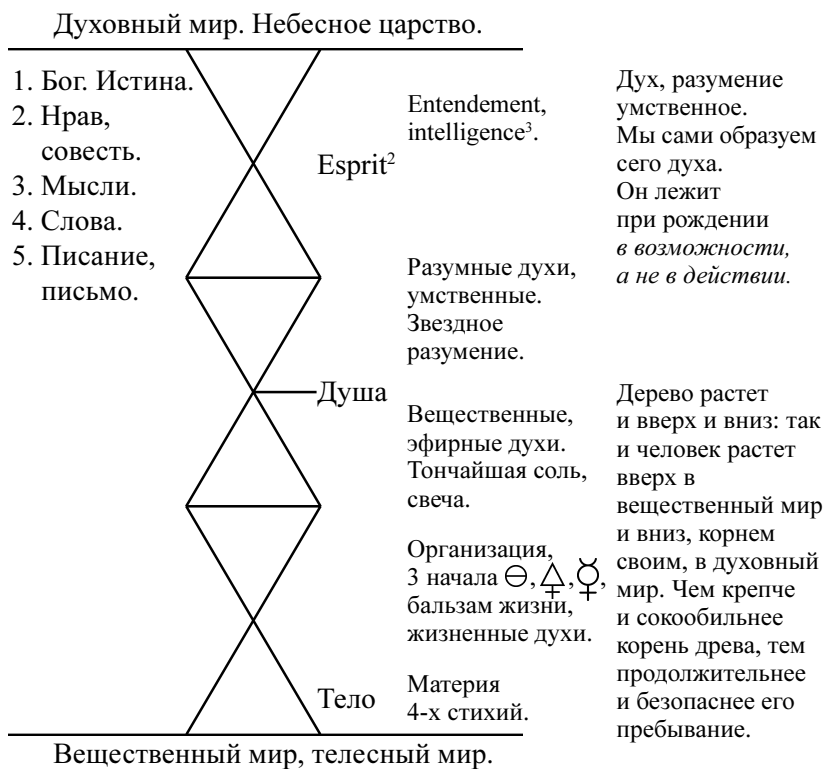 Духовный мир. Небесное царство.
1. Бог. Истина.
2. Нрав,
совесть.
3. Мысли.
4. Слова.
5. Писание,
письмо.
Esprit²
Entendement,
intelligence³.
Дух, разумение
умственное.
Мы сами образуем
сего духа.
Он лежит
при рождении
в возможности,
а не в действии.
Разумные духи,
умственные.
Звездное
разумение.
Душа
Вещественные,
эфирные духи.
Тончайшая соль,
свеча.
Дерево растет
и вверх и вниз: так
и человек растет
вверх в
вещественный мир
и вниз, корнем
своим, в духовный
мир. Чем крепче
и сокообильнее
корень древа, тем
продолжительнее
и безопаснее его
пребывание.
Организация,
3 начала 🜔, 🜍, ☿,
бальзам жизни,
жизненные духи.
Тело
Материя
4-х стихий.
Вещественный мир, телесный мир.